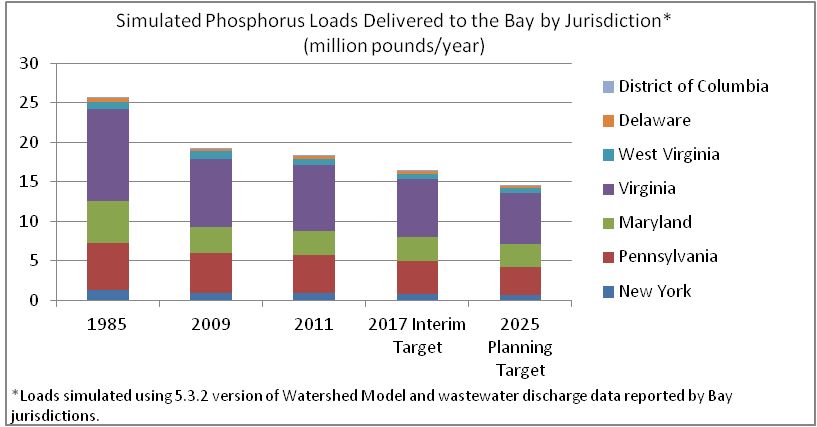 Simulated Phosphorus Loads Delivered to the Bay by Jurisdiction*
(million pounds/year)
30
25
20
15
10
5
0
1985
2009
2011
2017 Interim
Target
2025
Planning
Target
District of Columbia
Delaware
West Virginia
Virginia
Maryland
Pennsylvania
New York
*Loads simulated using 5.3.2 version of Watershed Model and wastewater discharge data reported by Bay
jurisdictions.